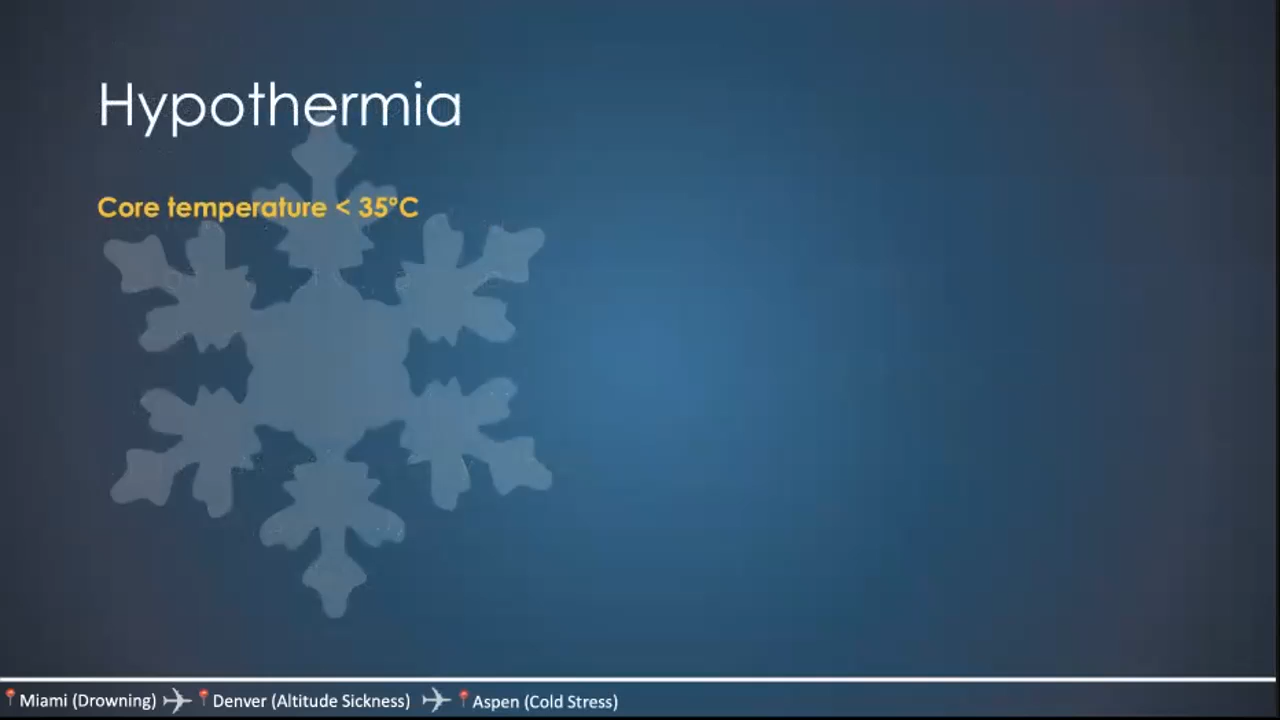 Hypothermia
Core temperature < 35°C
Miami (Drowning) Denver (Altitude Sickness) Aspen (Cold Stress)